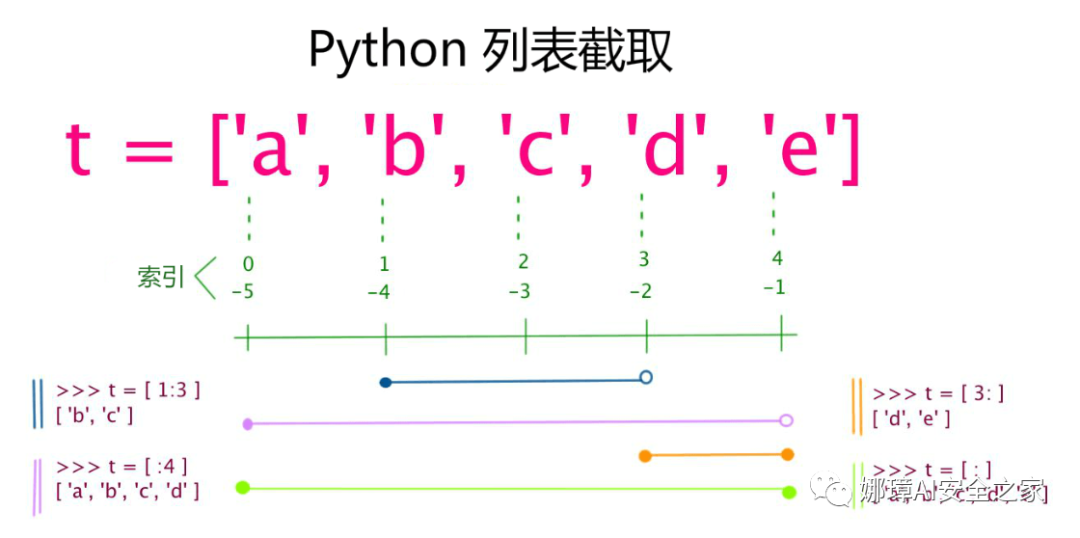 Python 列表截取
t = ['a', 'b', 'c', 'd', 'e']
索引
0 1 2 3 4
-5 -4 -3 -2 -1
>>> t = [ 1:3 ]
[ 'b', 'c' ]
>>> t = [ :4 ]
[ 'a', 'b', 'c', 'd' ]
>>> t = [ 3: ]
[ 'd', 'e' ]
>>> t = [ : ]
娜璋AI安全之家